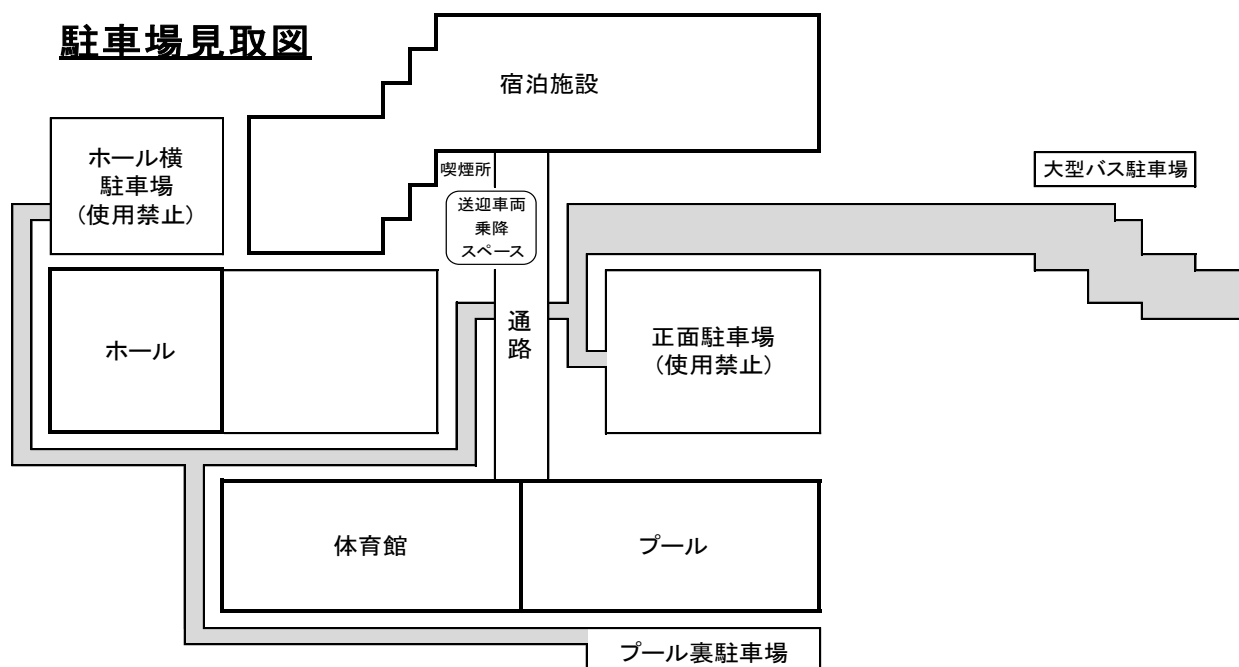 駐車場見取図
宿泊施設
ホール横
駐車場
(使用禁止)
喫煙所
大型バス駐車場
送迎車両
乗降
スペース
通
路
ホール
正面駐車場
(使用禁止)
体育館
プール
プール裏駐車場